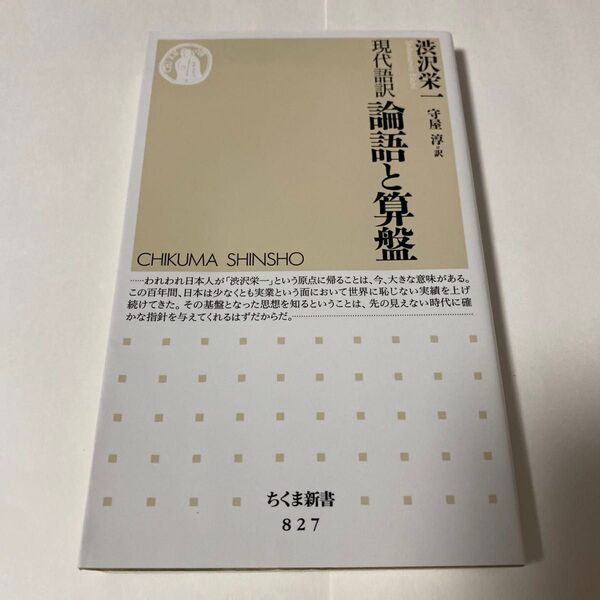 渋沢栄一
守� 淳=訳
現代語訳
論語と算盤
CHIKUMA SHINSHO
……われわれ日本人が「渋沢栄一」という原点に帰ることは、今、大きな意味がある。
この百年間、日本は少なくとも実業という面において世界に恥じない実績を上げ
続けてきた。その基盤となった思想を知るということは、先の見えない時代に確
かな指針を与えてくれるはずだからだ。……
ちくま新書
827